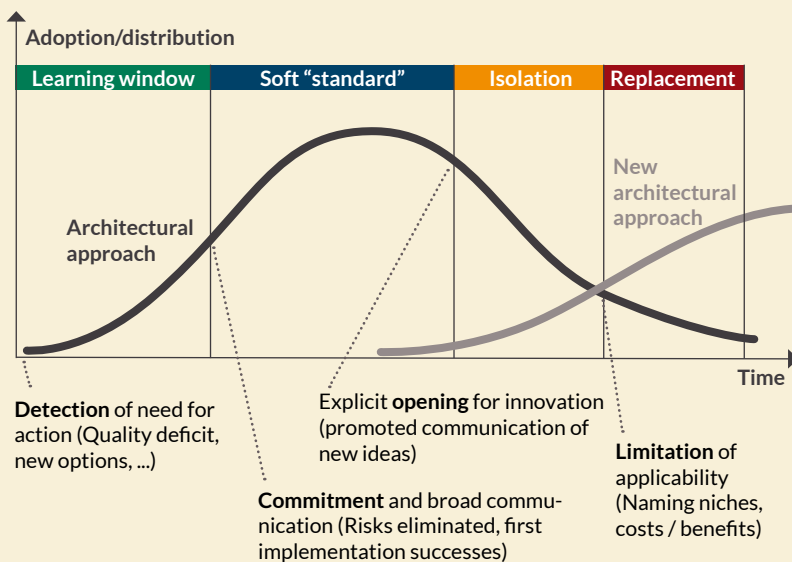 Adoption/distribution
Learning window
Soft “standard”
Isolation
Replacement
New
architectural
approach
Architectural
approach
Time
Detection of need for
action (Quality deficit,
new options, ...)
Explicit opening for innovation
(promoted communication of
new ideas)
Limitation of
applicability
(Naming niches,
costs / benefits)
Commitment and broad commu-
nication (Risks eliminated, first
implementation successes)